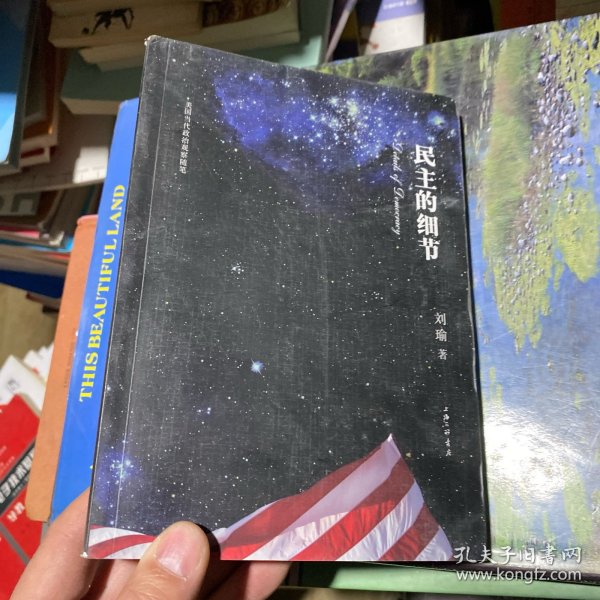 美国当代政治观察随笔
民主的细节
Details of Democracy
刘瑜 著
上海三联书店
THIS BEAUTIFUL LAND
孔夫子旧书网
www.kongfz.com